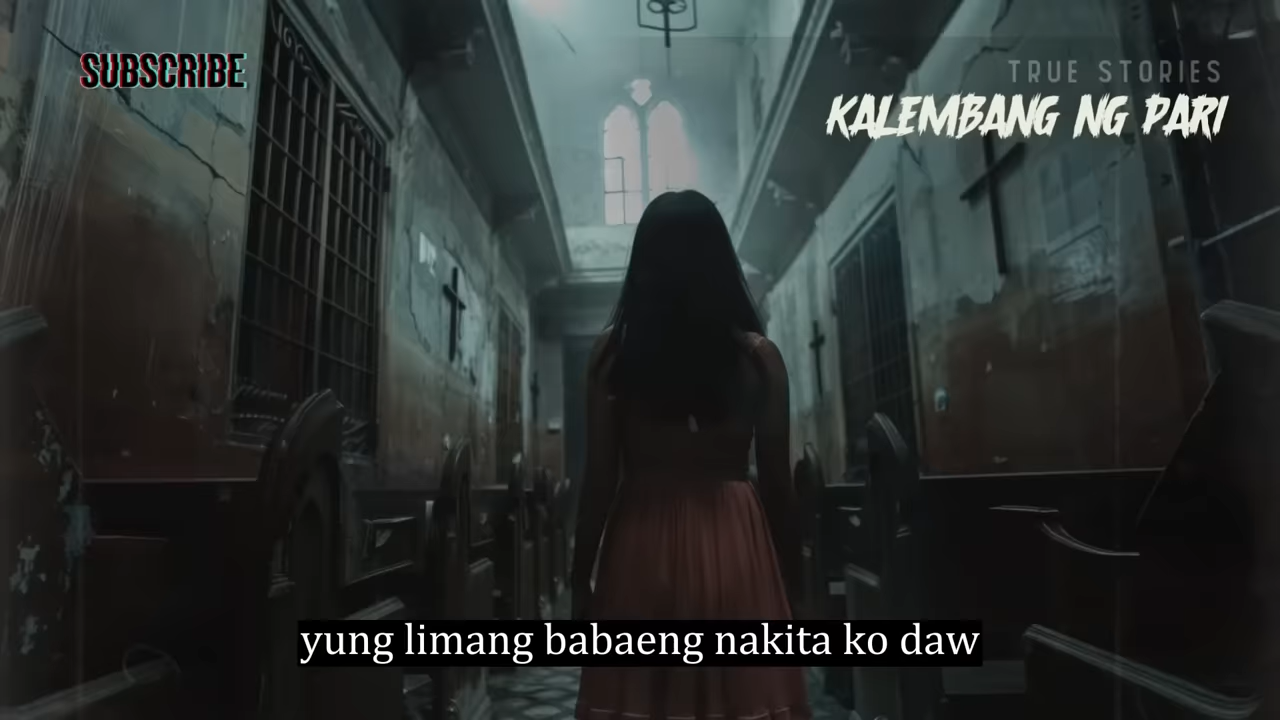 SUBSCRIBE
TRUE STORIES
KALEMBANG NG PARI
yung limang babaeng nakita ko daw